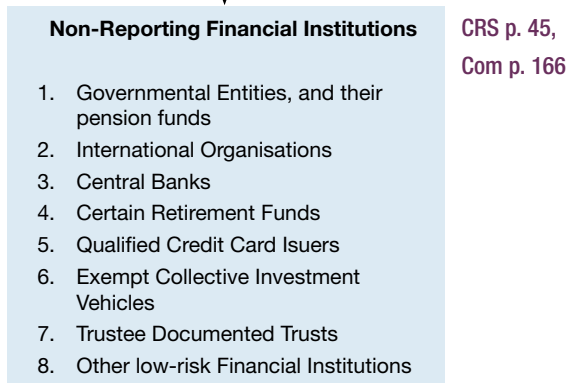 Non-Reporting Financial Institutions
CRS p. 45,
Com p. 166
1. Governmental Entities, and their
pension funds
2. International Organisations
3. Central Banks
4. Certain Retirement Funds
5. Qualified Credit Card Isuers
6. Exempt Collective Investment
Vehicles
7. Trustee Documented Trusts
8. Other low-risk Financial Institutions